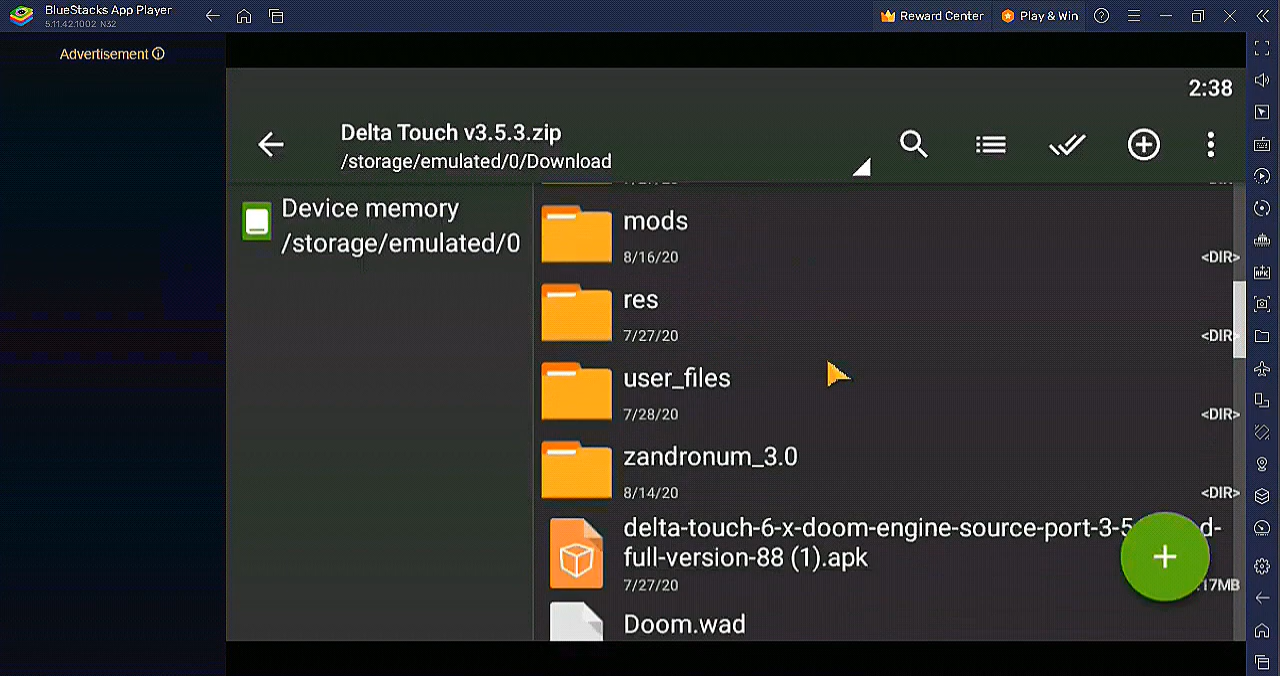 BlueStacks App Player
5.11.42.1002 N32
Reward Center
Play & Win
Advertisement
2:38
Delta Touch v3.5.3.zip
/storage/emulated/0/Download
Device memory
/storage/emulated/0
mods
8/16/20
<DIR>
res
7/27/20
<DIR>
user_files
7/28/20
<DIR>
zandronum_3.0
8/14/20
<DIR>
delta-touch-6-x-doom-engine-source-port-3-5 d-
full-version-88 (1).apk
7/27/20
17MB
Doom.wad